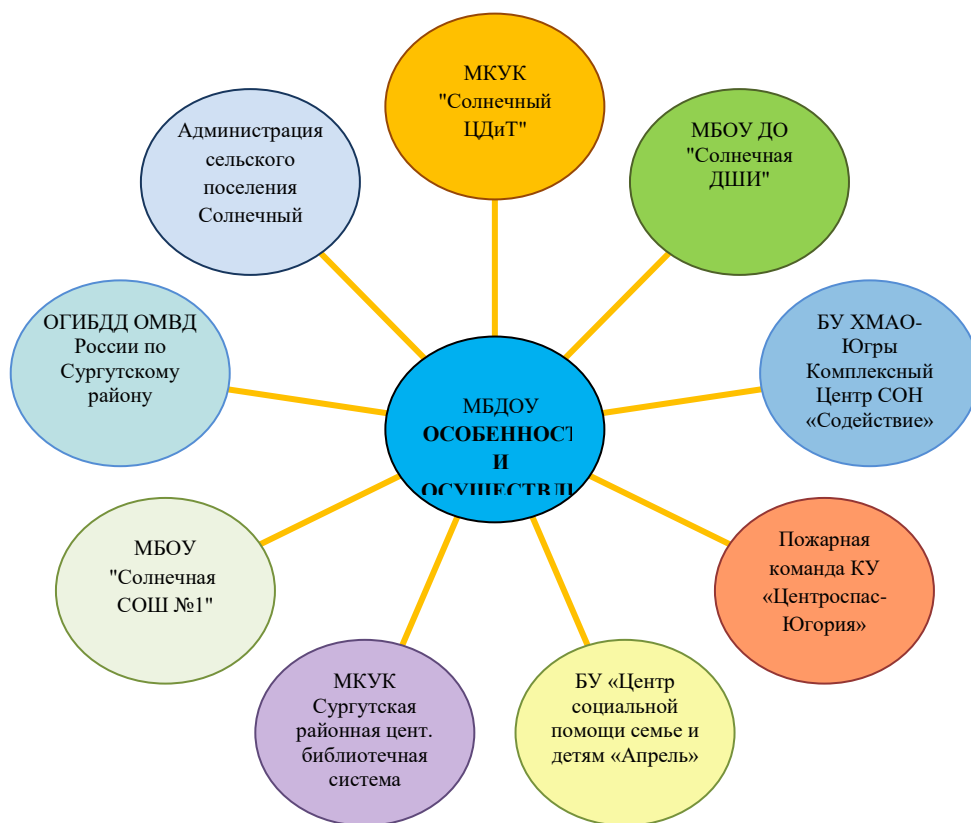 МКУК
"Солнечный
ЦДиТ"
МБОУ ДО
"Солнечная
ДШИ"
БУ ХМАО-
Югры
Комплексный
Центр СОН
«Содействие»
Пожарная
команда КУ
«Центроспас-
Югория»
БУ «Центр
социальной
помощи семье и
детям «Апрель»
МКУК
Сургутская
районная цент.
библиотечная
система
МБОУ
"Солнечная
СОШ №1"
ОГИБДД ОМВД
России по
Сургутскому
району
Администрация
сельского
поселения
Солнечный
МБДОУ
ОСОБЕННОСТ
И
ОСУЩЕСТВЛ